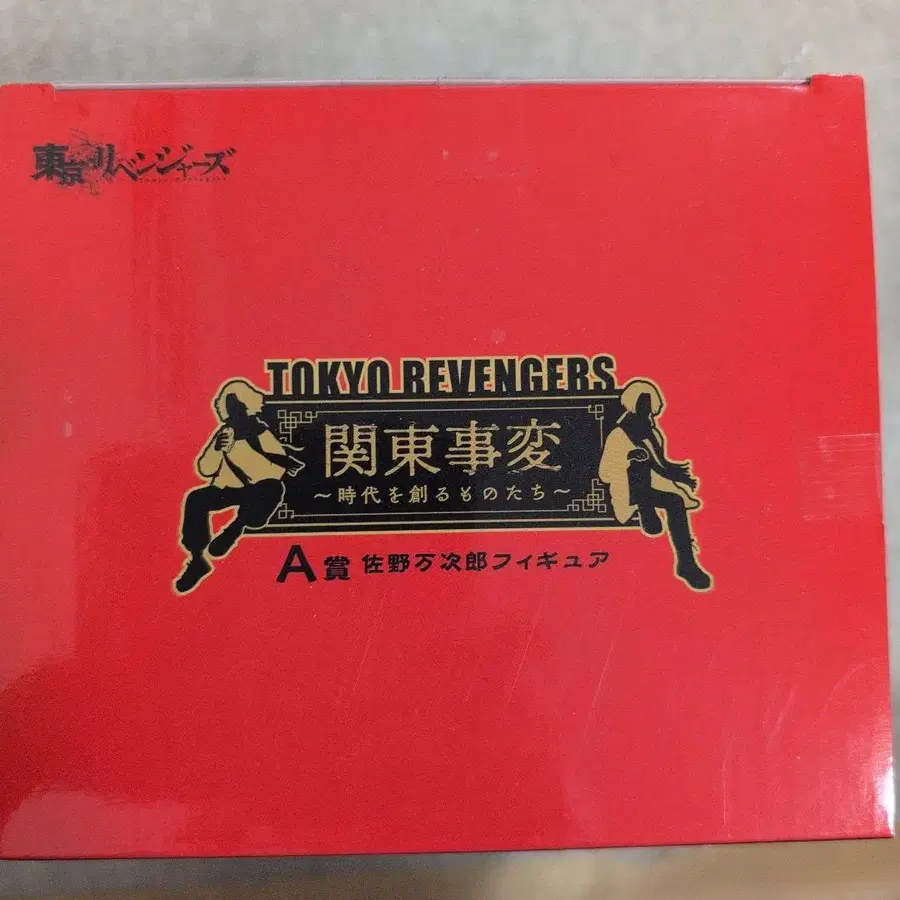 東京リベンジャーズ
TOKYO REVENGERS
関東事変
～時代を創るものたち～
A賞 佐野万次郎フィギュア